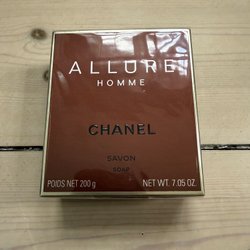 ALLURE
HOMME
CHANEL
SAVON
SOAP
POIDS NET 200 g NET WT. 7.05 OZ.